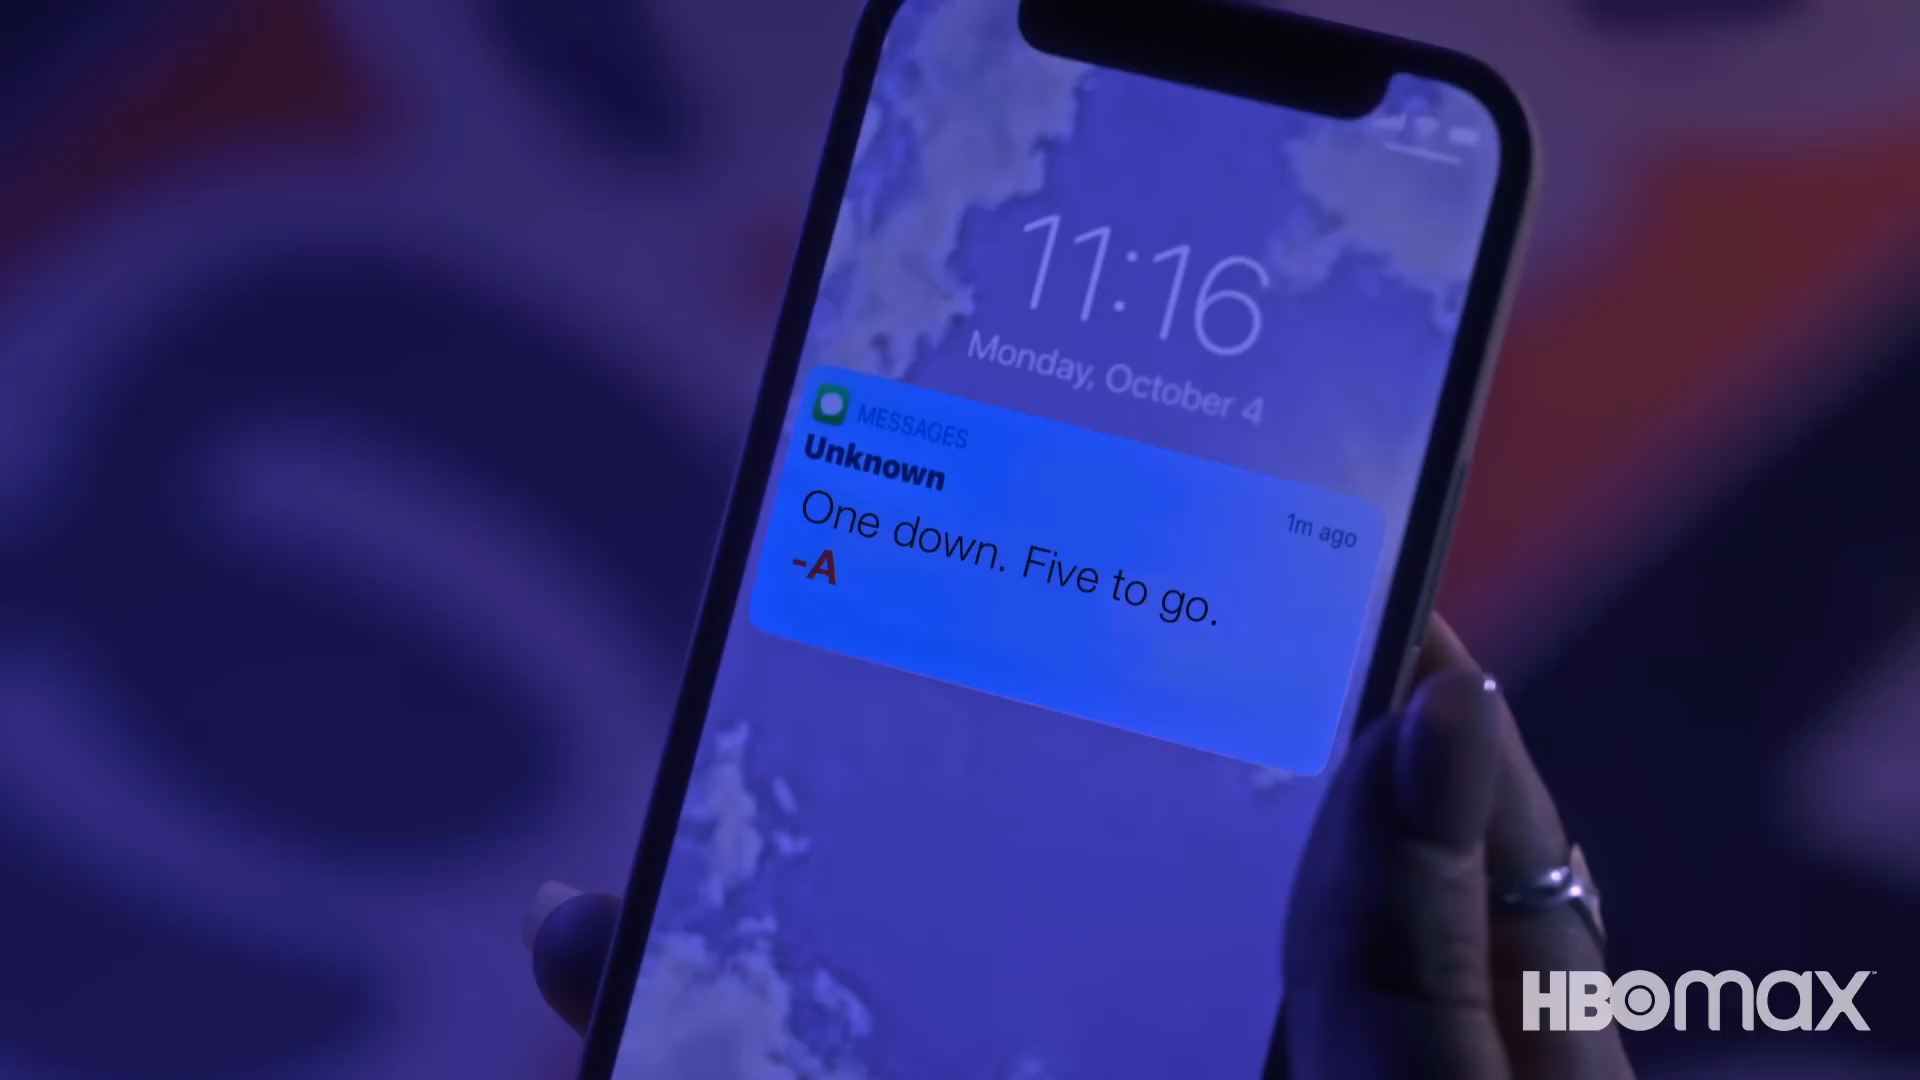 11:16
Monday, October 4
MESSAGES
Unknown
1m ago
One down. Five to go.
-A
HBOMAX